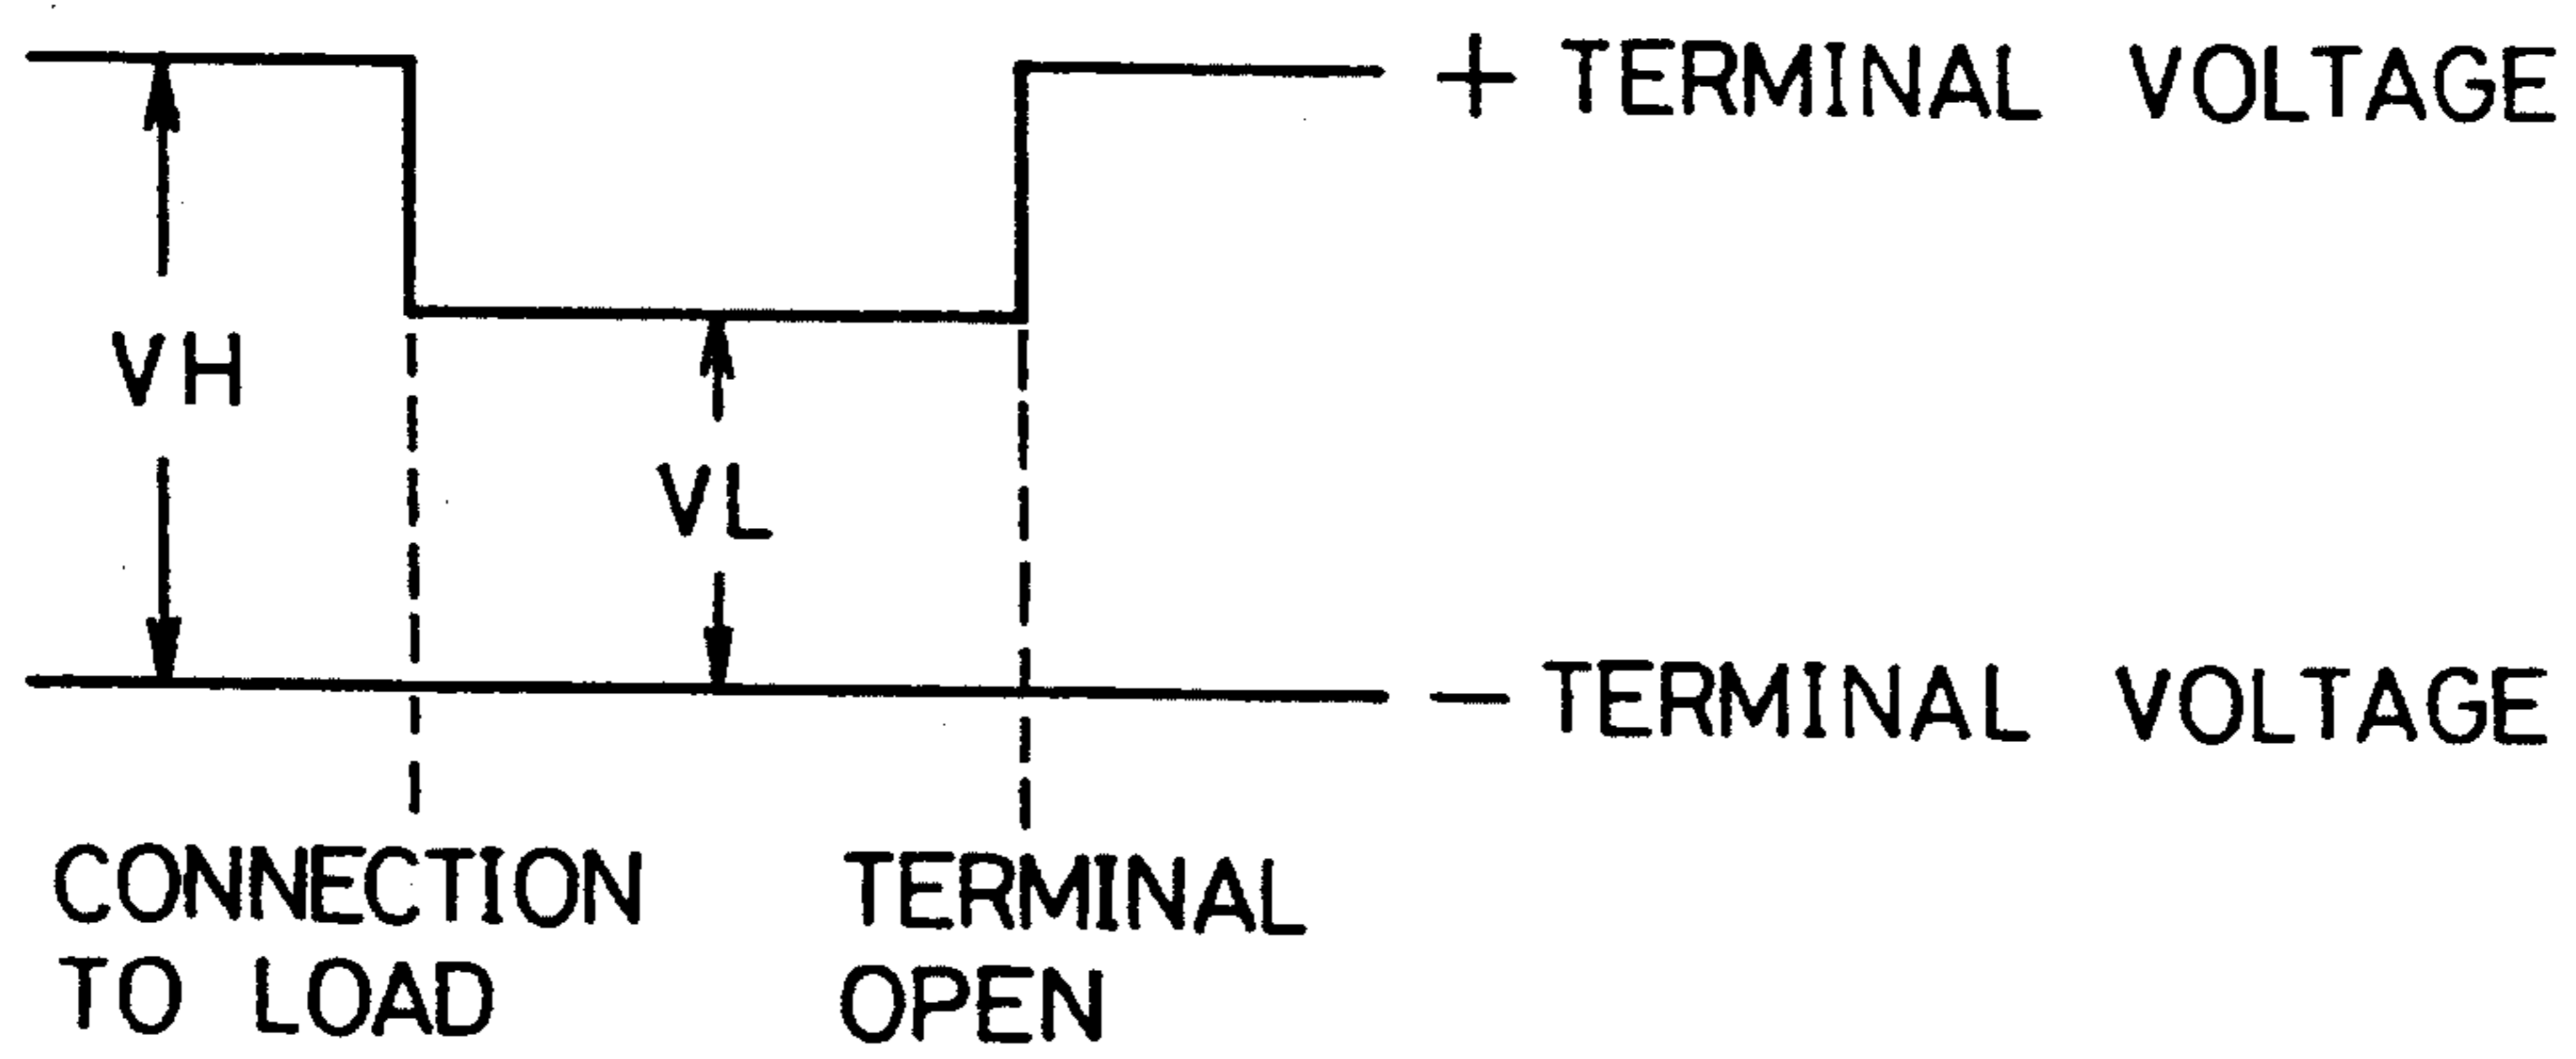 + TERMINAL VOLTAGE
VH
VL
− TERMINAL VOLTAGE
CONNECTION
TO LOAD
TERMINAL
OPEN